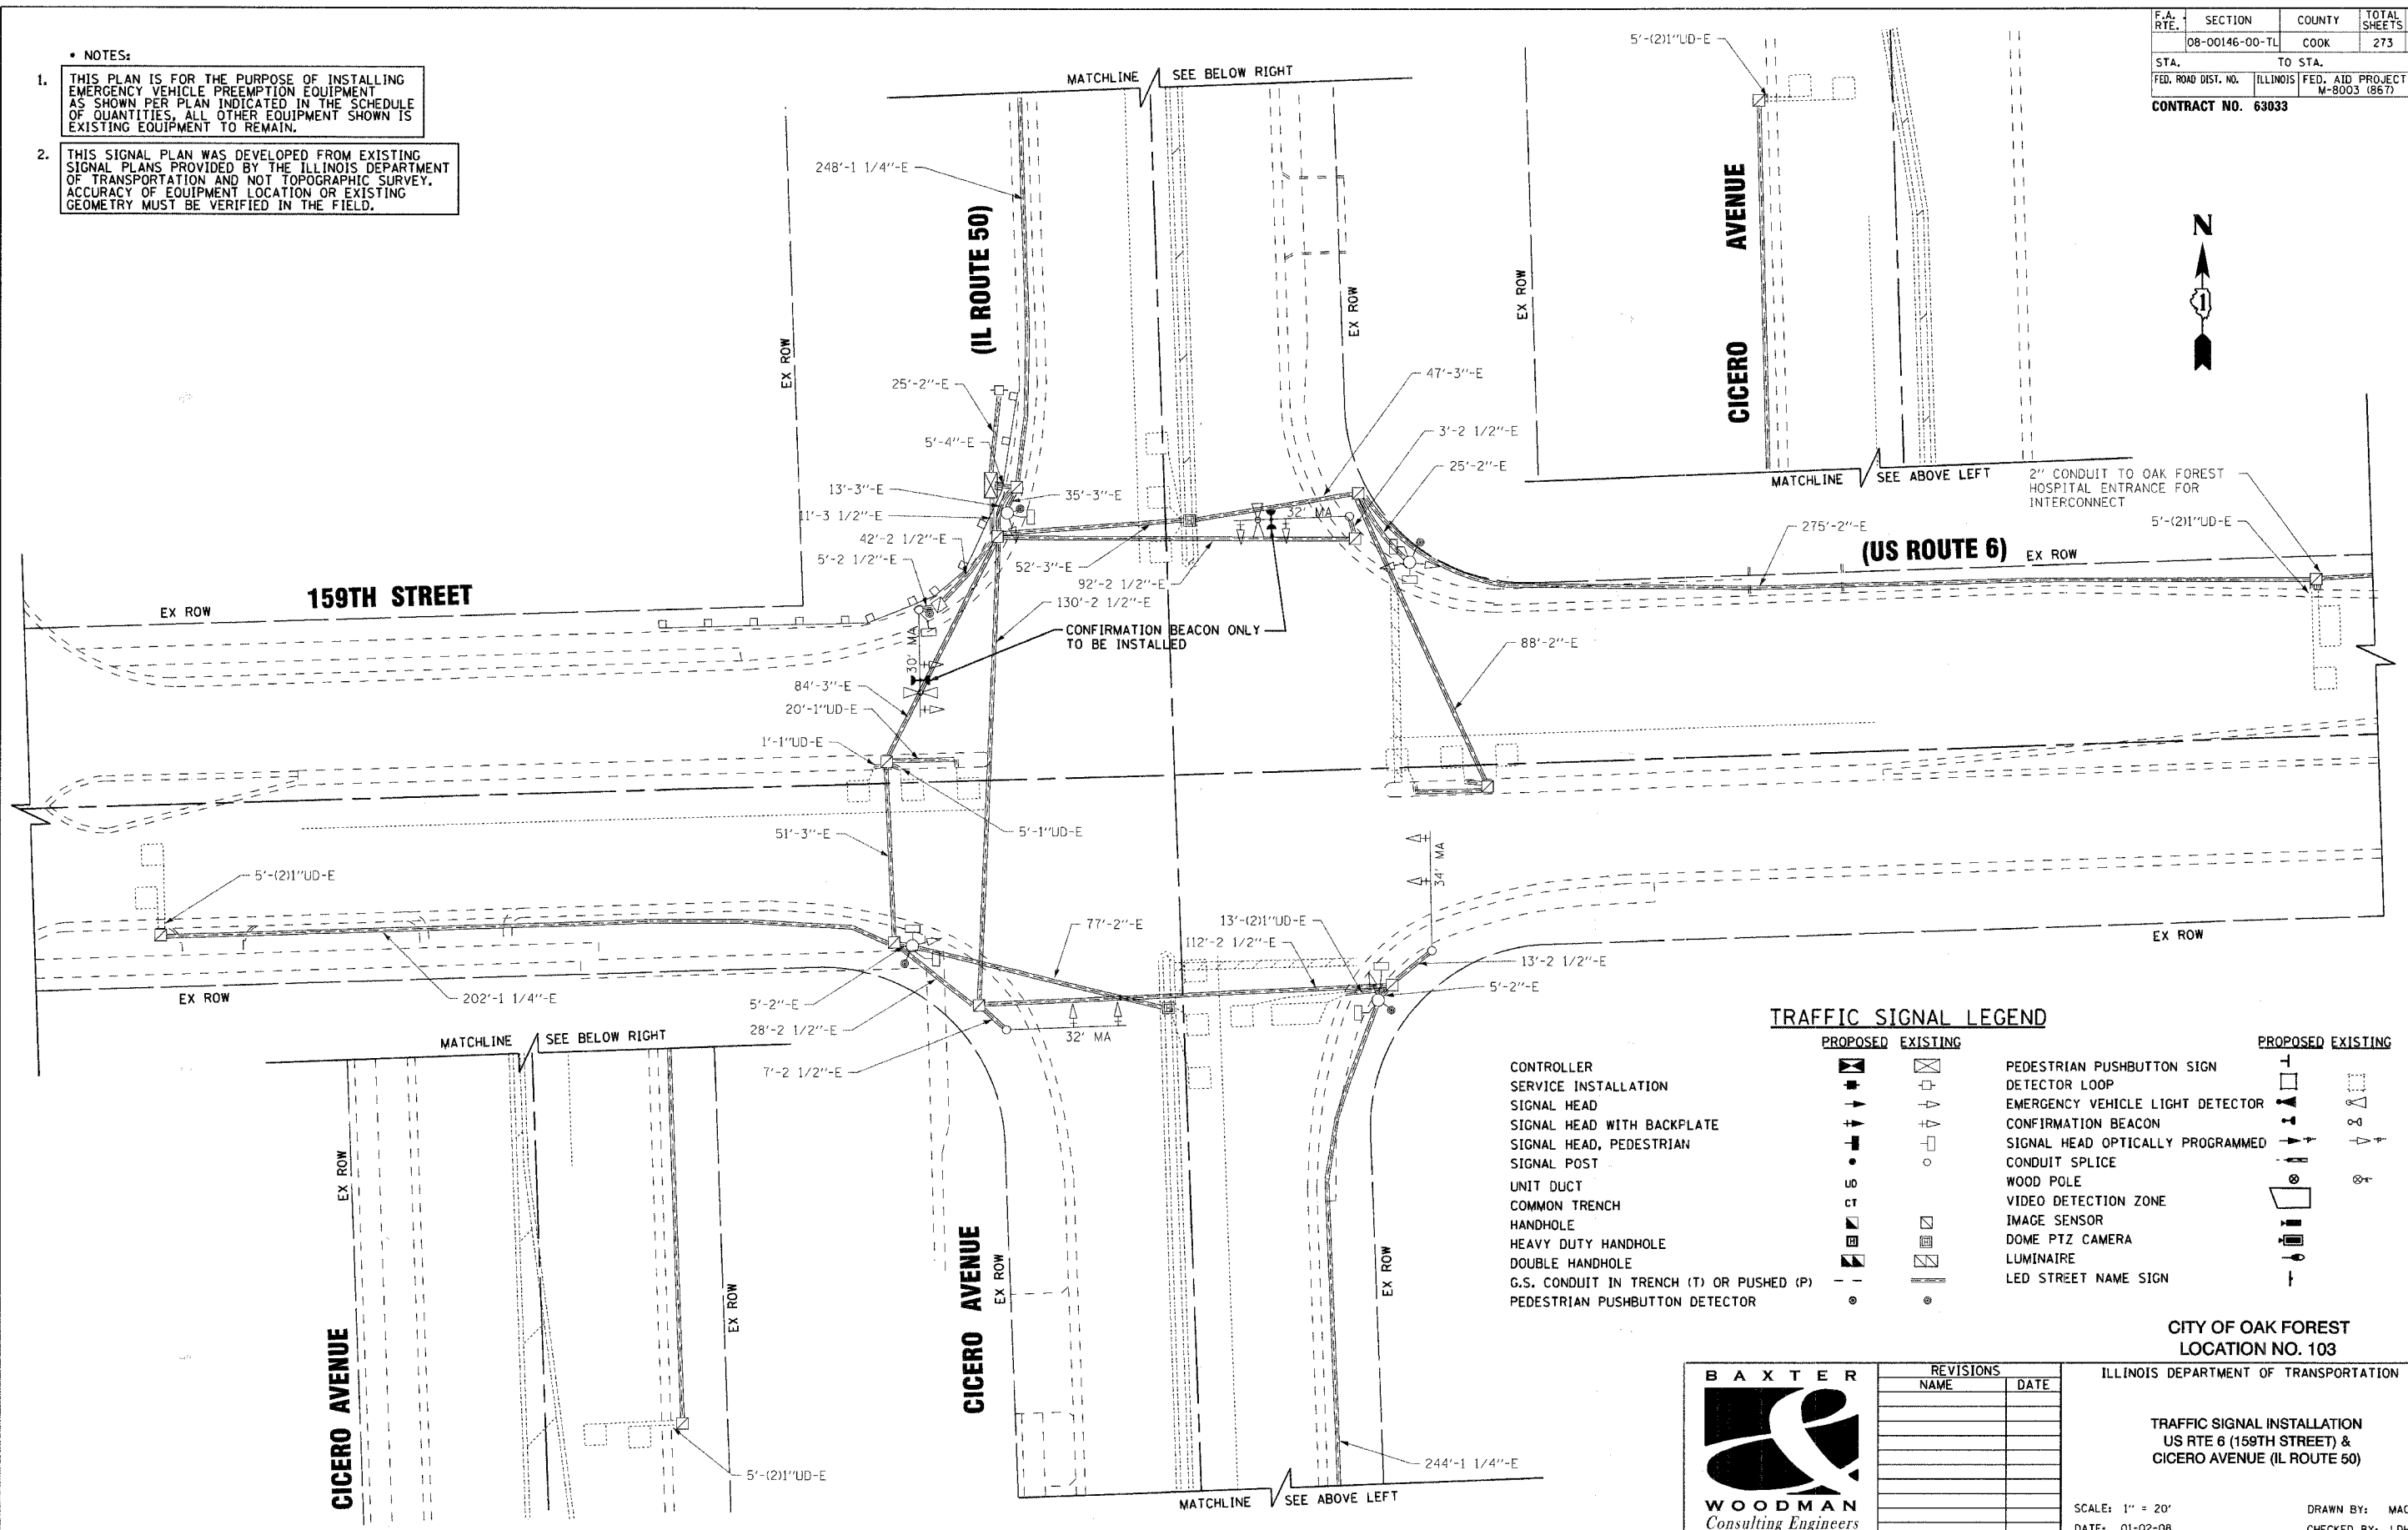 • NOTES:
1. THIS PLAN IS FOR THE PURPOSE OF INSTALLING
EMERGENCY VEHICLE PREEMPTION EQUIPMENT
AS SHOWN PER PLAN INDICATED IN THE SCHEDULE
OF QUANTITIES, ALL OTHER EQUIPMENT SHOWN IS
EXISTING EQUIPMENT TO REMAIN.
2. THIS SIGNAL PLAN WAS DEVELOPED FROM EXISTING
SIGNAL PLANS PROVIDED BY THE ILLINOIS DEPARTMENT
OF TRANSPORTATION AND NOT TOPOGRAPHIC SURVEY.
ACCURACY OF EQUIPMENT LOCATION OR EXISTING
GEOMETRY MUST BE VERIFIED IN THE FIELD.
F.A. RTE. SECTION COUNTY TOTAL SHEETS
08-00146-00-TL COOK 273
STA. TO STA.
FED. ROAD DIST. NO. ILLINOIS FED. AID PROJECT
M-8003 (867)
CONTRACT NO. 63033
MATCHLINE SEE BELOW RIGHT
5'-(2)1"UD-E
248'-1 1/4"-E
(IL ROUTE 50)
EX ROW
EX ROW
EX ROW
CICERO AVENUE
N
1
MATCHLINE SEE ABOVE LEFT
2" CONDUIT TO OAK FOREST
HOSPITAL ENTRANCE FOR
INTERCONNECT
25'-2"-E
5'-4"-E
13'-3"-E
35'-3"-E
11'-3 1/2"-E
42'-2 1/2"-E
5'-2 1/2"-E
47'-3"-E
3'-2 1/2"-E
25'-2"-E
32' MA
52'-3"-E
92'-2 1/2"-E
130'-2 1/2"-E
275'-2"-E
5'-(2)1"UD-E
(US ROUTE 6)
EX ROW
159TH STREET
EX ROW
CONFIRMATION BEACON ONLY
TO BE INSTALLED
30' MA
88'-2"-E
84'-3"-E
20'-1"UD-E
1'-1"UD-E
51'-3"-E
5'-1"UD-E
34' MA
5'-(2)1"UD-E
77'-2"-E
13'-(2)1"UD-E
112'-2 1/2"-E
13'-2 1/2"-E
5'-2"-E
EX ROW
EX ROW
202'-1 1/4"-E
5'-2"-E
28'-2 1/2"-E
7'-2 1/2"-E
32' MA
MATCHLINE SEE BELOW RIGHT
EX ROW
EX ROW
CICERO AVENUE
5'-(2)1"UD-E
CICERO AVENUE
EX ROW
EX ROW
244'-1 1/4"-E
MATCHLINE SEE ABOVE LEFT
TRAFFIC SIGNAL LEGEND
PROPOSED EXISTING
CONTROLLER
SERVICE INSTALLATION
SIGNAL HEAD
SIGNAL HEAD WITH BACKPLATE
SIGNAL HEAD, PEDESTRIAN
SIGNAL POST
UNIT DUCT UD
COMMON TRENCH CT
HANDHOLE
HEAVY DUTY HANDHOLE H H
DOUBLE HANDHOLE
G.S. CONDUIT IN TRENCH (T) OR PUSHED (P)
PEDESTRIAN PUSHBUTTON DETECTOR
PROPOSED EXISTING
PEDESTRIAN PUSHBUTTON SIGN
DETECTOR LOOP
EMERGENCY VEHICLE LIGHT DETECTOR
CONFIRMATION BEACON
SIGNAL HEAD OPTICALLY PROGRAMMED "P" "P"
CONDUIT SPLICE
WOOD POLE
VIDEO DETECTION ZONE
IMAGE SENSOR
DOME PTZ CAMERA
LUMINAIRE
LED STREET NAME SIGN
CITY OF OAK FOREST
LOCATION NO. 103
BAXTER
&
WOODMAN
Consulting Engineers
REVISIONS
NAME DATE
ILLINOIS DEPARTMENT OF TRANSPORTATION
TRAFFIC SIGNAL INSTALLATION
US RTE 6 (159TH STREET) &
CICERO AVENUE (IL ROUTE 50)
SCALE: 1" = 20'
DRAWN BY:
DATE: 01-02-08
CHECKED BY: